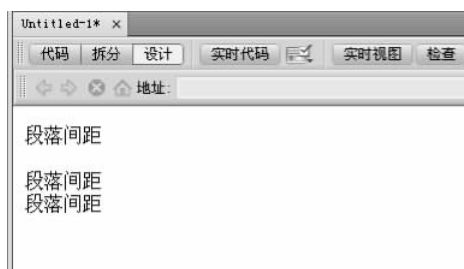 Untitled-1* ×
代码 拆分 设计 实时代码 实时视图 检查
地址:
段落间距
段落间距
段落间距